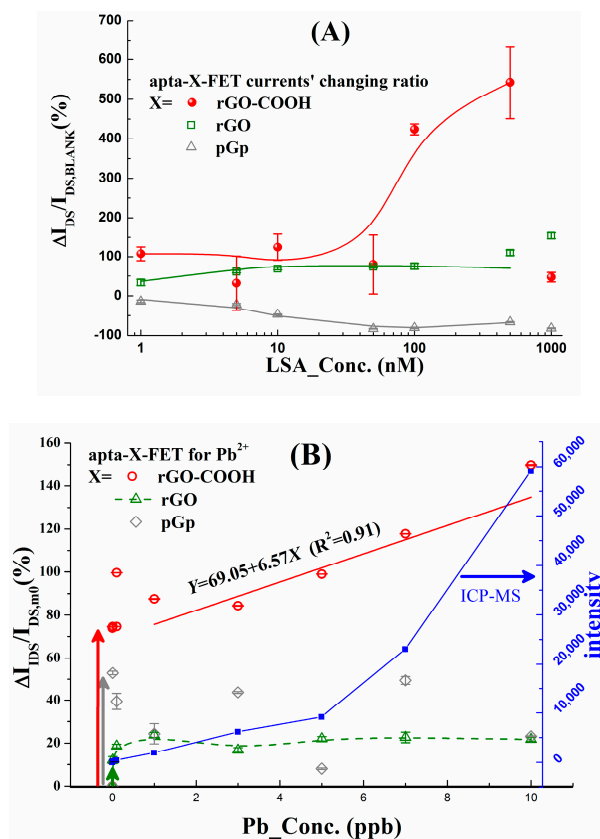 (A)
apta-X-FET currents' changing ratio
X= rGO-COOH
rGO
pGp
ΔI_DS/I_DS,BLANK(%)
700
600
500
400
300
200
100
0
-100
1 10 100 1000
LSA_Conc. (nM)
(B)
apta-X-FET for Pb²⁺
X= rGO-COOH
rGO
pGp
Y=69.05+6.57X (R²=0.91)
ICP-MS
ΔI_IDS/I_DS,m0(%)
160
140
120
100
80
60
40
20
0
60,000
50,000
40,000
30,000
20,000
10,000
0
intensity
0 2 4 6 8 10
Pb_Conc. (ppb)